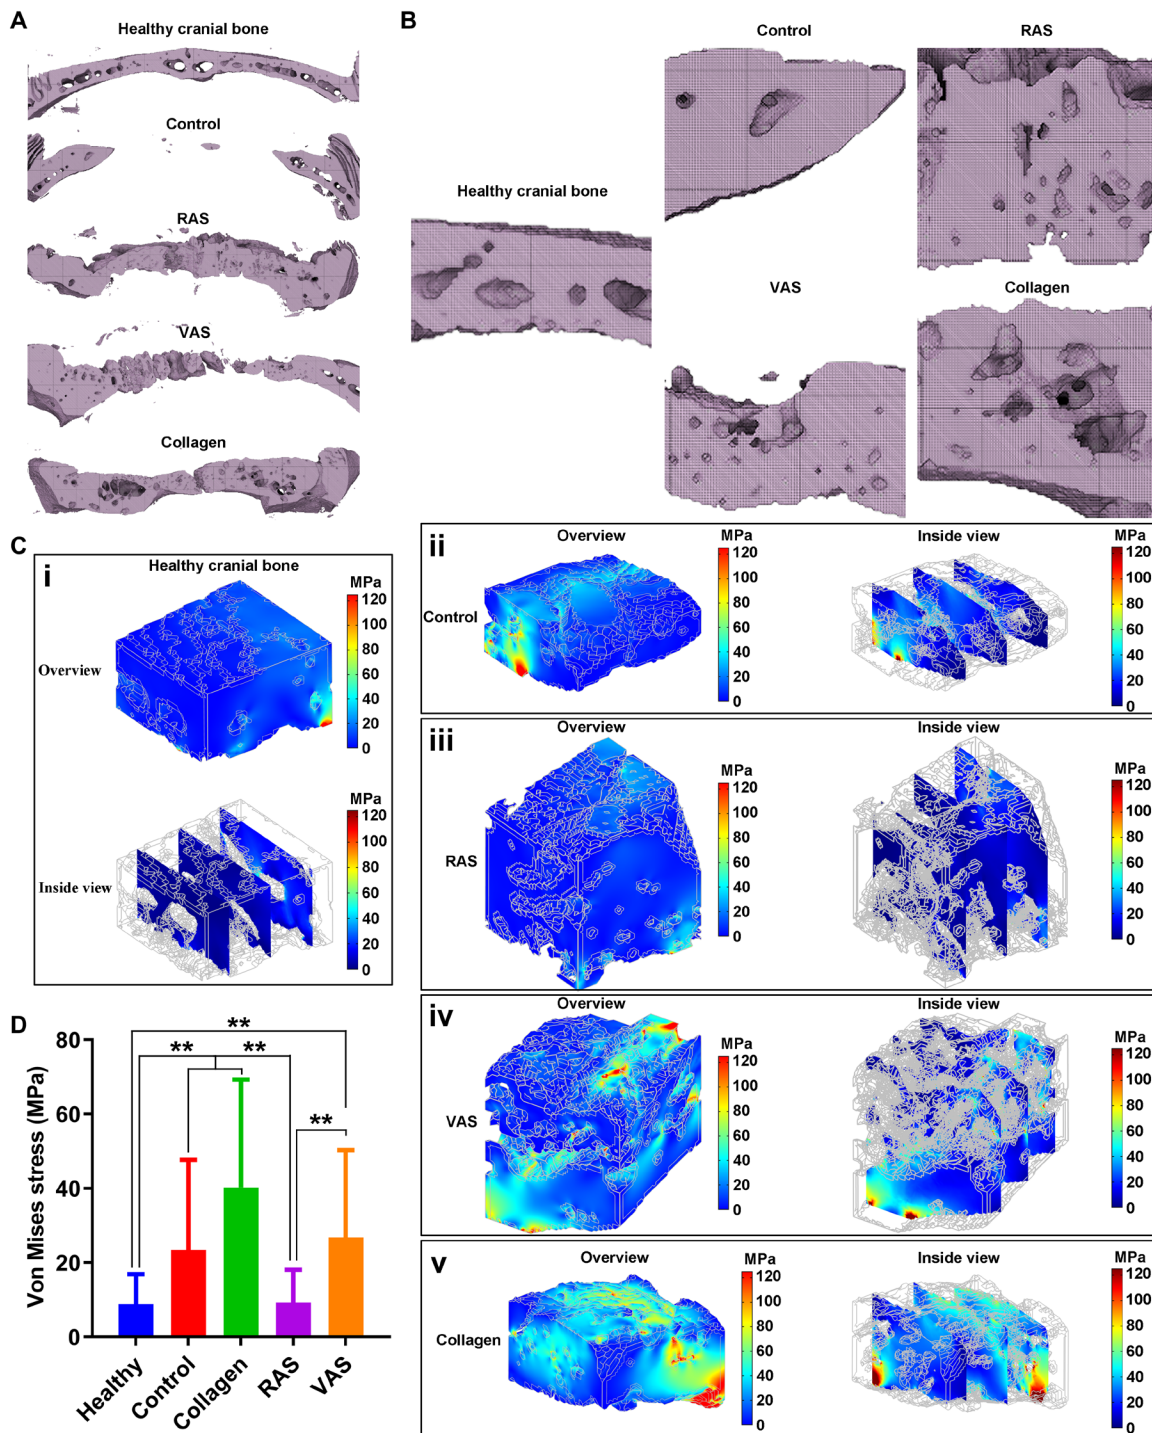 A
Healthy cranial bone
Control
RAS
VAS
Collagen
B
Control
RAS
Healthy cranial bone
VAS
Collagen
C
i
Healthy cranial bone
Overview
MPa
120
100
80
60
40
20
0
Inside view
MPa
120
100
80
60
40
20
0
ii
Overview
Inside view
Control
MPa
120
100
80
60
40
20
0
MPa
120
100
80
60
40
20
0
iii
Overview
Inside view
RAS
MPa
120
100
80
60
40
20
0
MPa
120
100
80
60
40
20
0
iv
Overview
Inside view
VAS
MPa
120
100
80
60
40
20
0
MPa
120
100
80
60
40
20
0
v
Overview
Inside view
Collagen
MPa
120
100
80
60
40
20
0
MPa
120
100
80
60
40
20
0
D
Von Mises stress (MPa)
80
60
40
20
0
**
**
**
**
Healthy
Control
Collagen
RAS
VAS